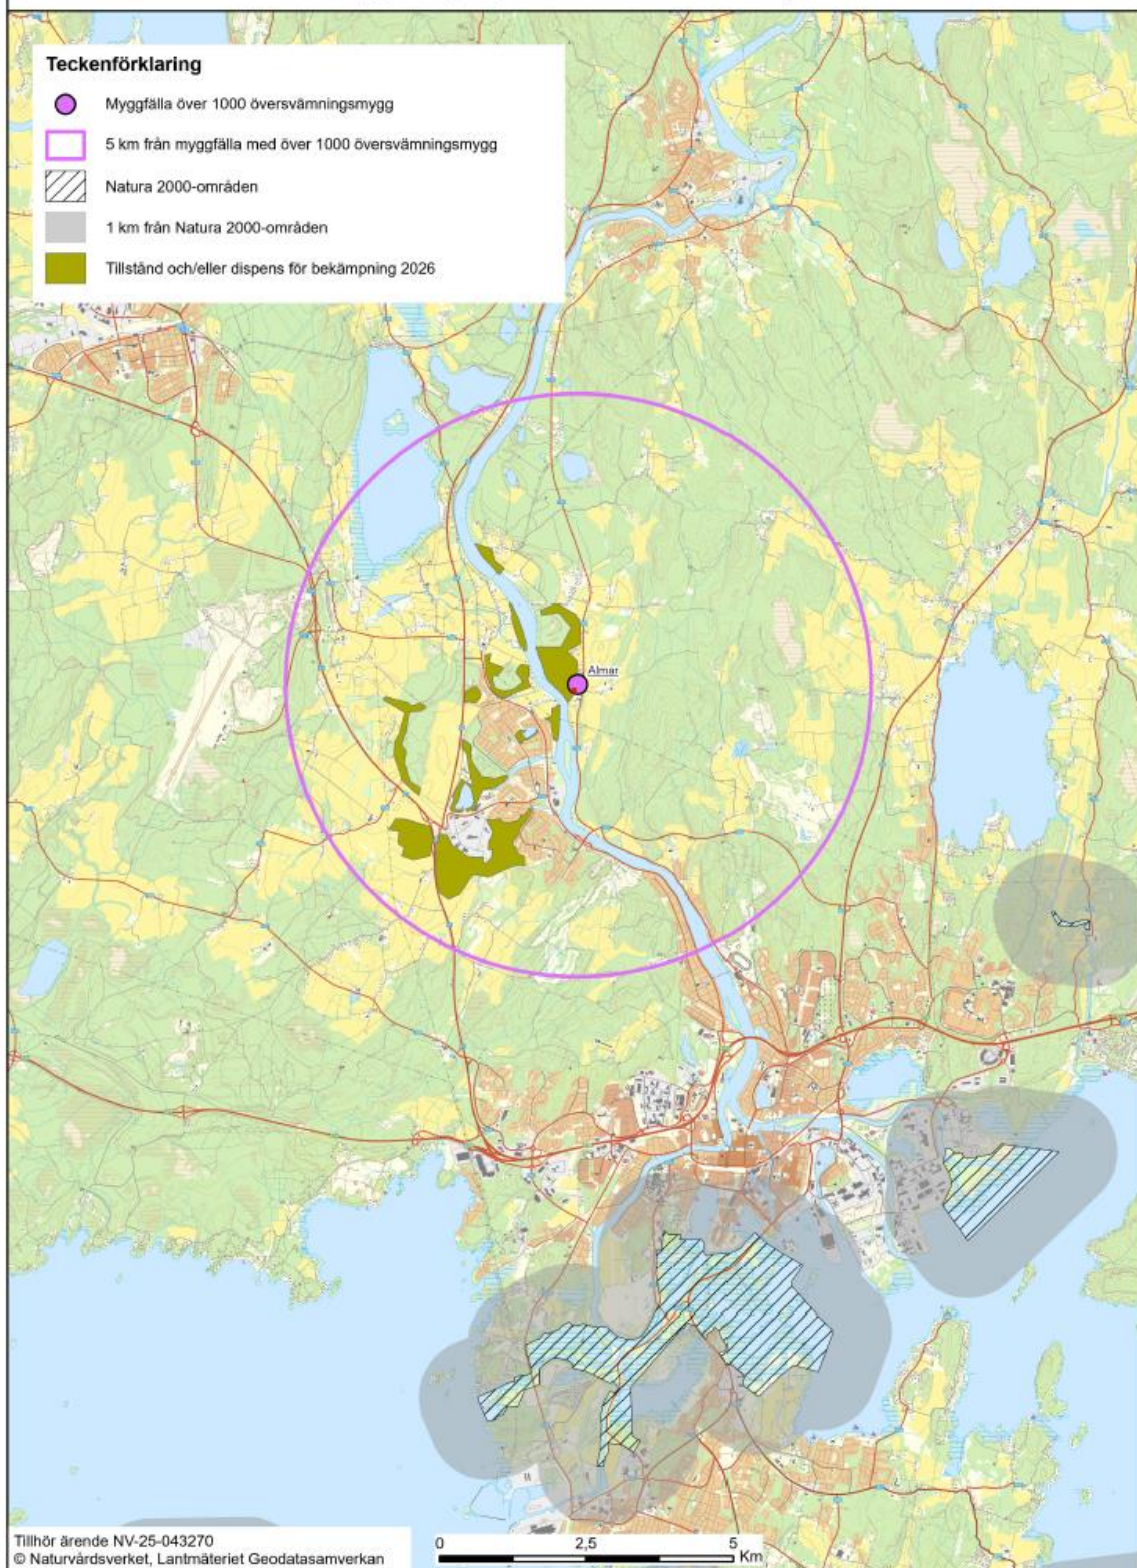 Teckenförklaring
Myggfälla över 1000 översvämningsmygg
5 km från myggfälla med över 1000 översvämningsmygg
Natura 2000-områden
1 km från Natura 2000-områden
Tillstånd och/eller dispens för bekämpning 2026
Almar
Tillhör ärende NV-25-043270
© Naturvårdsverket, Lantmäteriet Geodatasamverkan
0 2,5 5
Km